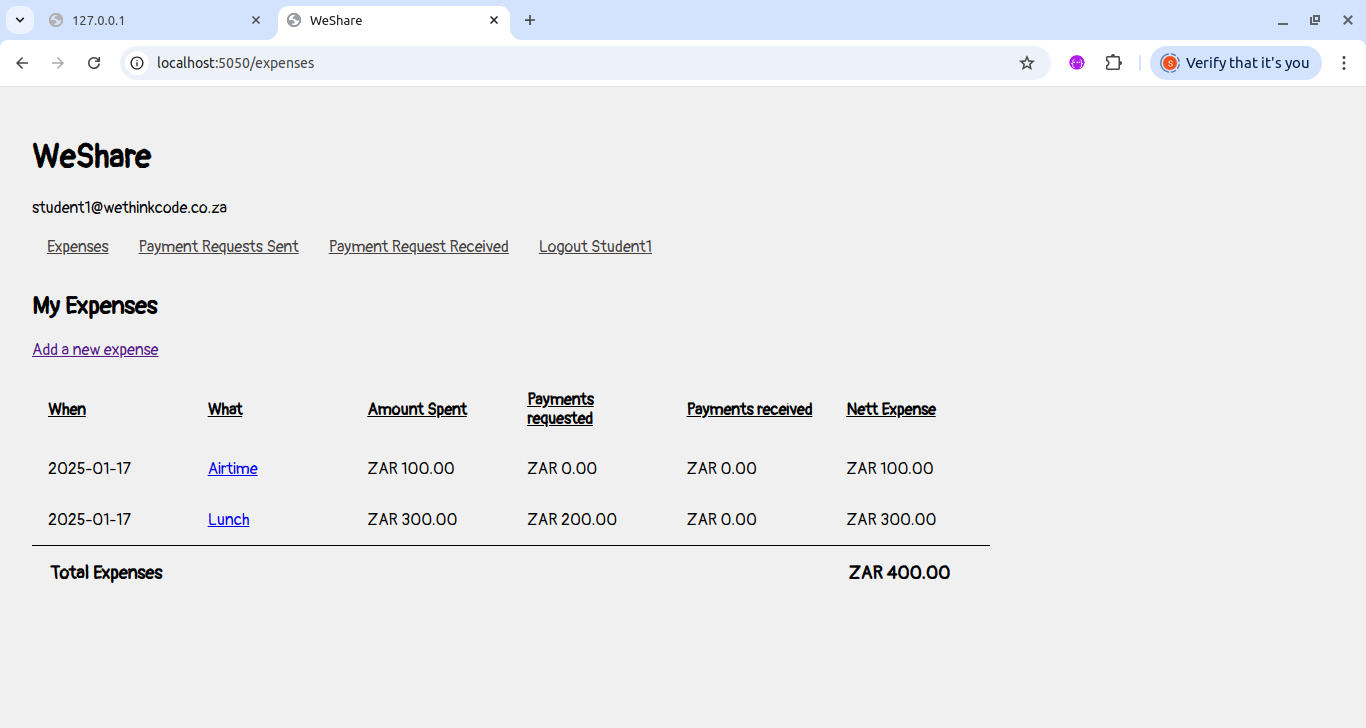 127.0.0.1
WeShare
localhost:5050/expenses
S
Verify that it's you
WeShare
student1@wethinkcode.co.za
Expenses Payment Requests Sent Payment Request Received Logout Student1
My Expenses
Add a new expense
When What Amount Spent Payments requested Payments received Nett Expense
2025-01-17 Airtime ZAR 100.00 ZAR 0.00 ZAR 0.00 ZAR 100.00
2025-01-17 Lunch ZAR 300.00 ZAR 200.00 ZAR 0.00 ZAR 300.00
Total Expenses ZAR 400.00